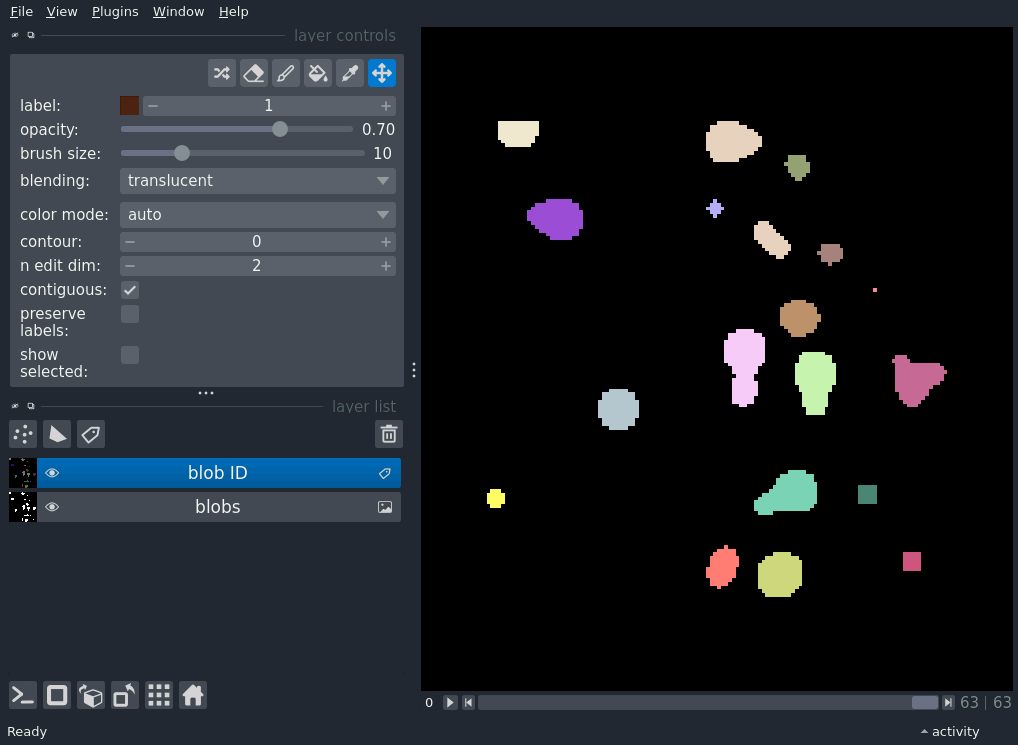 File View Plugins Window Help
layer controls
label: 1
opacity: 0.70
brush size: 10
blending: translucent
color mode: auto
contour: 0
n edit dim: 2
contiguous:
preserve
labels:
show
selected:
layer list
blob ID
blobs
0 63 | 63
Ready activity